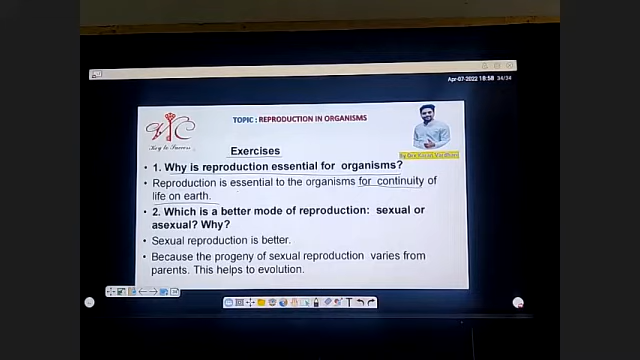 Apr-07-2022 18:58 34/34
TOPIC : REPRODUCTION IN ORGANISMS
Key to Success
Exercises
• 1. Why is reproduction essential for organisms?
• Reproduction is essential to the organisms for continuity of
life on earth.
• 2. Which is a better mode of reproduction: sexual or
asexual? Why?
• Sexual reproduction is better.
• Because the progeny of sexual reproduction varies from
parents. This helps to evolution.